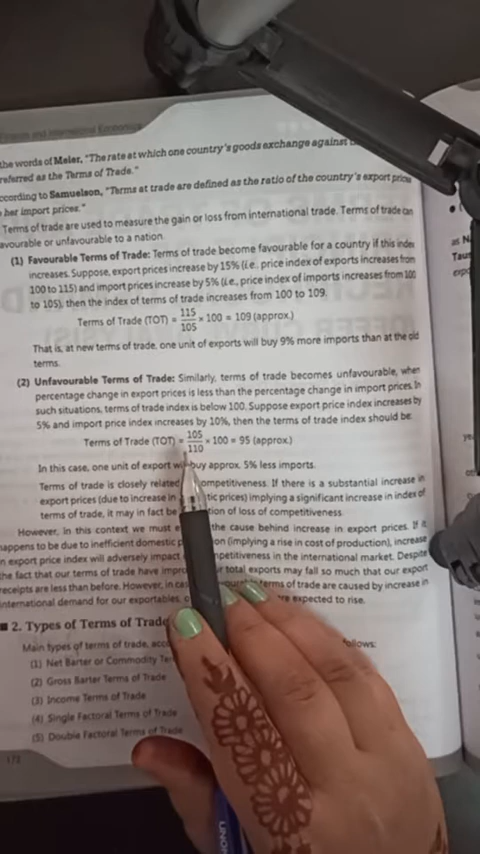 and International Economics
the words of Meier, "The rate at which one country's goods exchange against
referred as the Terms of Trade."
ccording to Samuelson, "Terms at trade are defined as the ratio of the country's export prices
her import prices."
Terms of trade are used to measure the gain or loss from international trade. Terms of trade can
avourable or unfavourable to a nation.
(1) Favourable Terms of Trade: Terms of trade become favourable for a country if this index
increases. Suppose, export prices increase by 15% (i.e. price index of exports increases from
100 to 115) and import prices increase by 5% (i.e., price index of imports increases from 100
to 105), then the index of terms of trade increases from 100 to 109.
Terms of Trade (TOT) = 115/105 × 100 = 109 (approx.)
That is, at new terms of trade, one unit of exports will buy 9% more imports than at the old
terms.
(2) Unfavourable Terms of Trade: Similarly, terms of trade becomes unfavourable, when
percentage change in export prices is less than the percentage change in import prices. In
such situations, terms of trade index is below 100. Suppose export price index increases by
5% and import price index increases by 10%, then the terms of trade index should be:
Terms of Trade (TOT) = 105/110 × 100 = 95 (approx.)
In this case, one unit of export will buy approx. 5% less imports.
Terms of trade is closely related competitiveness. If there is a substantial increase in
export prices (due to increase in tic prices) implying a significant increase in index of
terms of trade, it may in fact be tion of loss of competitiveness.
However, in this context we must e the cause behind increase in export prices. If it
appens to be due to inefficient domestic p on (implying a rise in cost of production), increase
n export price index will adversely impact petitiveness in the international market. Despite
the fact that our terms of trade have impro r total exports may fall so much that our export
receipts are less than before. However, in cas terms of trade are caused by increase in
international demand for our exportables, re expected to rise.
2. Types of Terms of Trade
Main types of terms of trade, acc follows:
(1) Net Barter or Commodity Ter
(2) Gross Barter Terms of Trade
(3) Income Terms of Trade
(4) Single Factoral Terms of Trade
(5) Double Factoral Terms of Trade
172